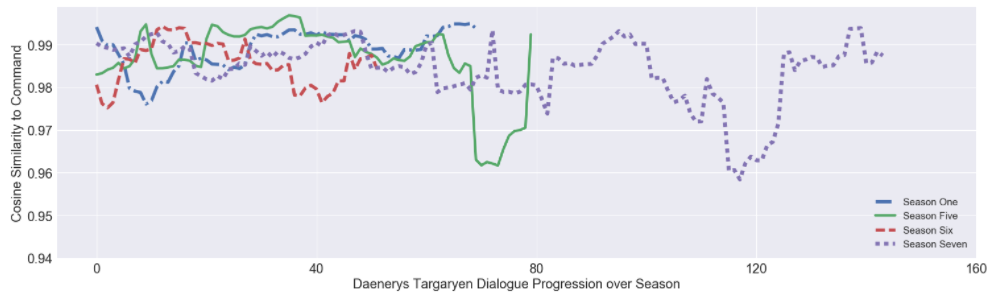 Cosine Similarity to Command
0.99
0.98
0.97
0.96
0.95
0.94
0
40
80
120
160
Daenerys Targaryen Dialogue Progression over Season
Season One
Season Five
Season Six
Season Seven